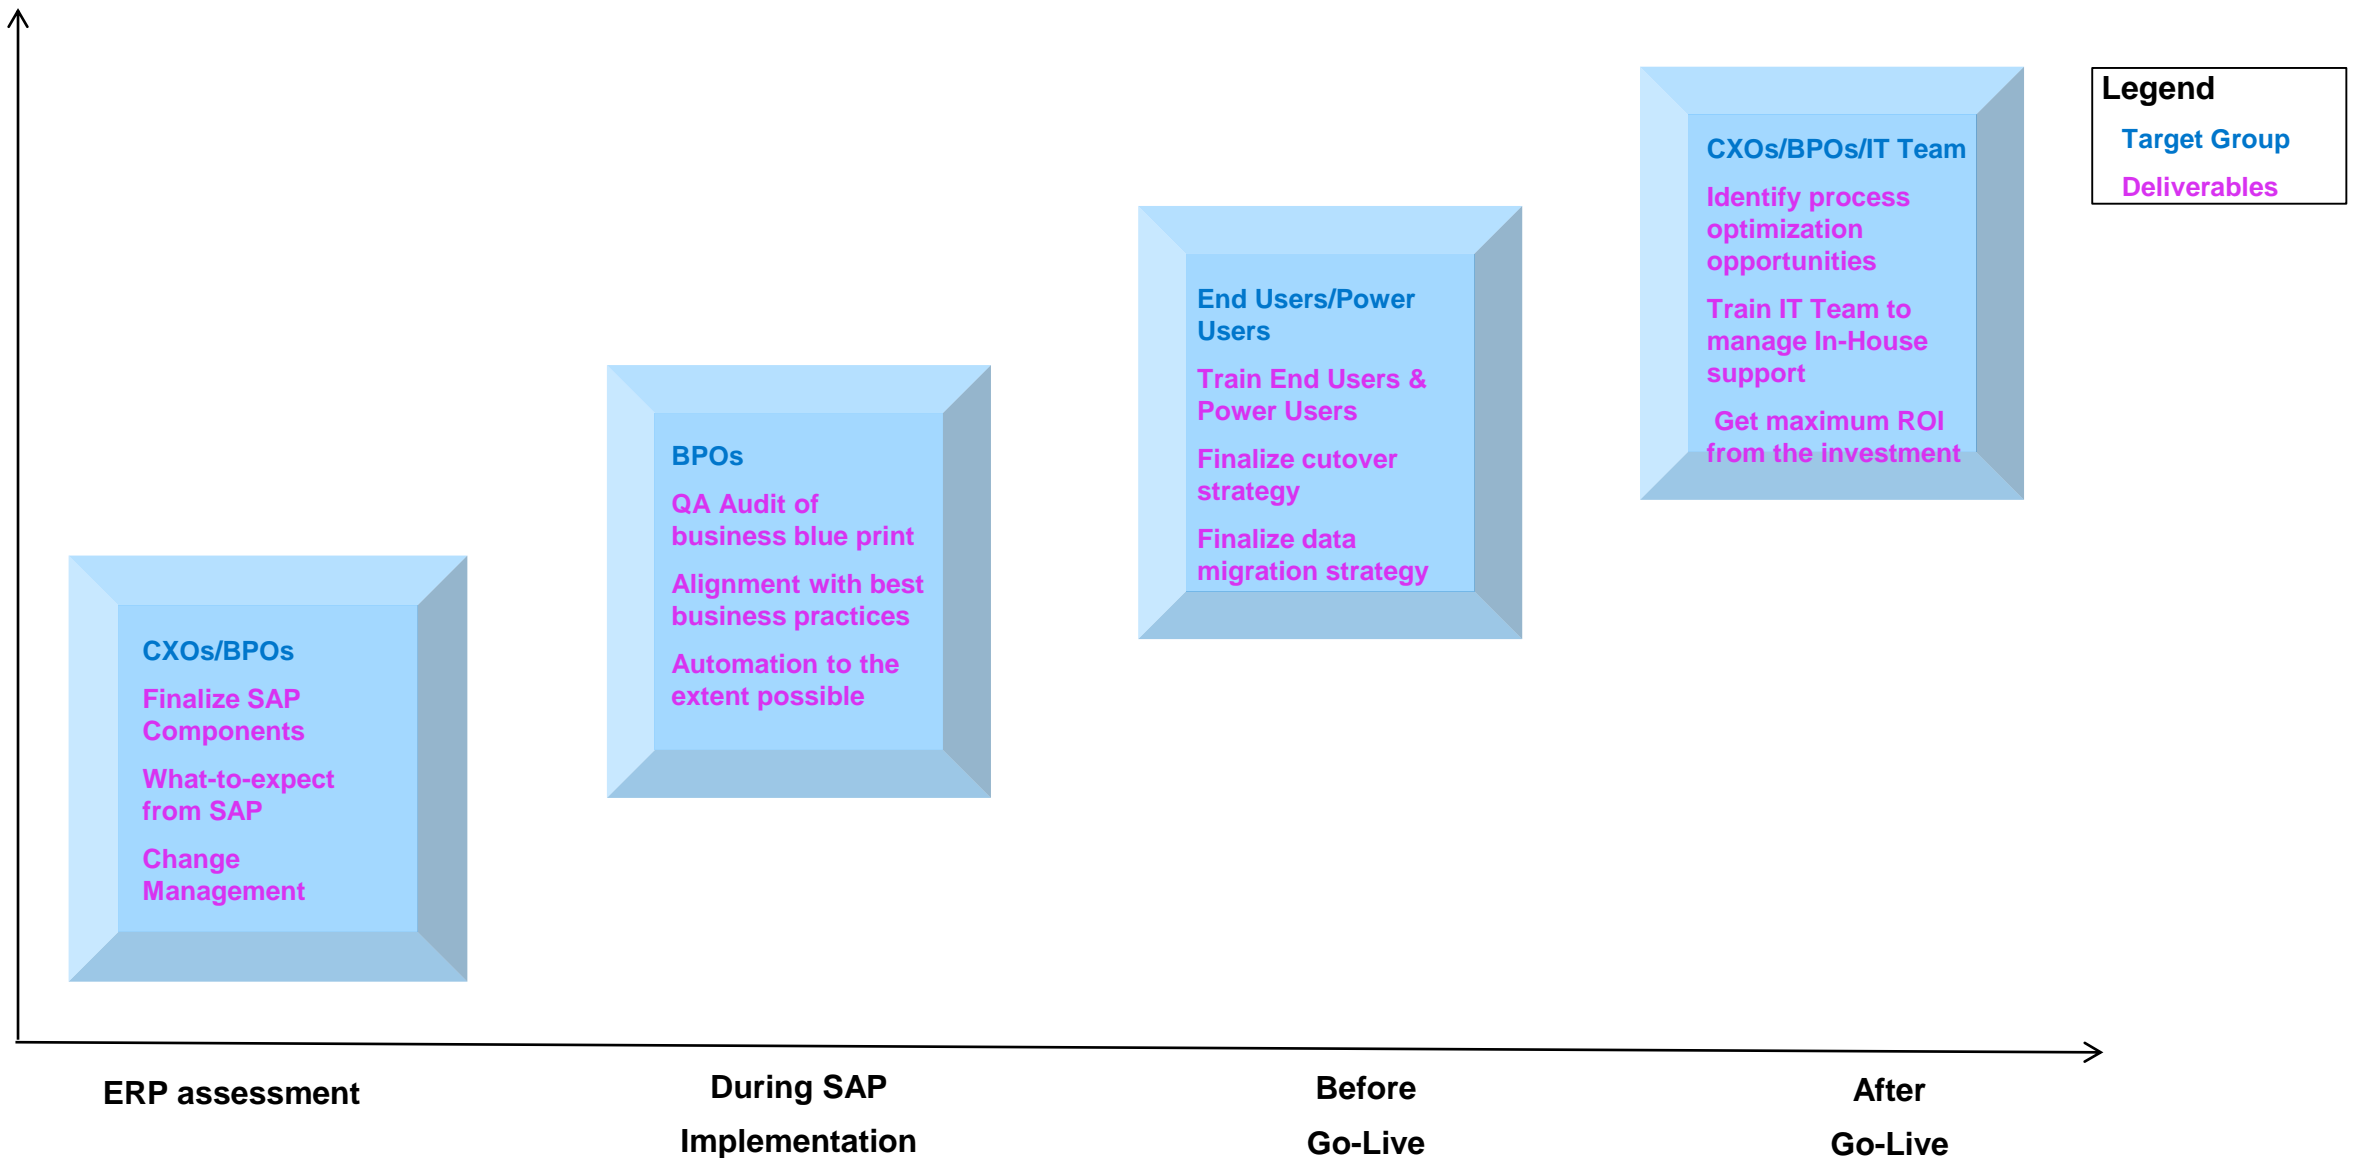 CXOs/BPOs
Finalize SAP
Components
What-to-expect
from SAP
Change
Management
BPOs
QA Audit of
business blue print
Alignment with best
business practices
Automation to the
extent possible
End Users/Power
Users
Train End Users &
Power Users
Finalize cutover
strategy
Finalize data
migration strategy
CXOs/BPOs/IT Team
Identify process
optimization
opportunities
Train IT Team to
manage In-House
support
Get maximum ROI
from the investment
Legend
Target Group
Deliverables
ERP assessment
During SAP
Implementation
Before
Go-Live
After
Go-Live